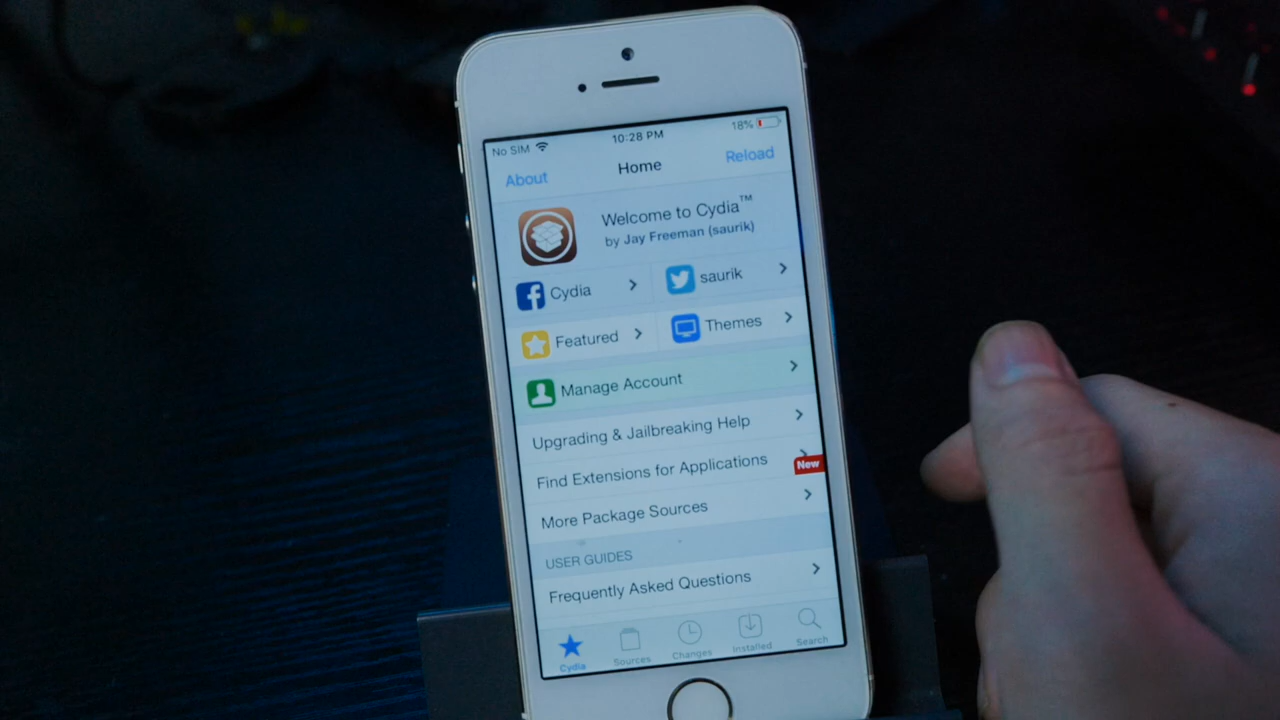 No SIM 10:28 PM 18%
About Home Reload
Welcome to Cydia™
by Jay Freeman (saurik)
Cydia saurik
Featured Themes
Manage Account
Upgrading & Jailbreaking Help
Find Extensions for Applications New
More Package Sources
USER GUIDES
Frequently Asked Questions
Cydia Sources Changes Installed Search